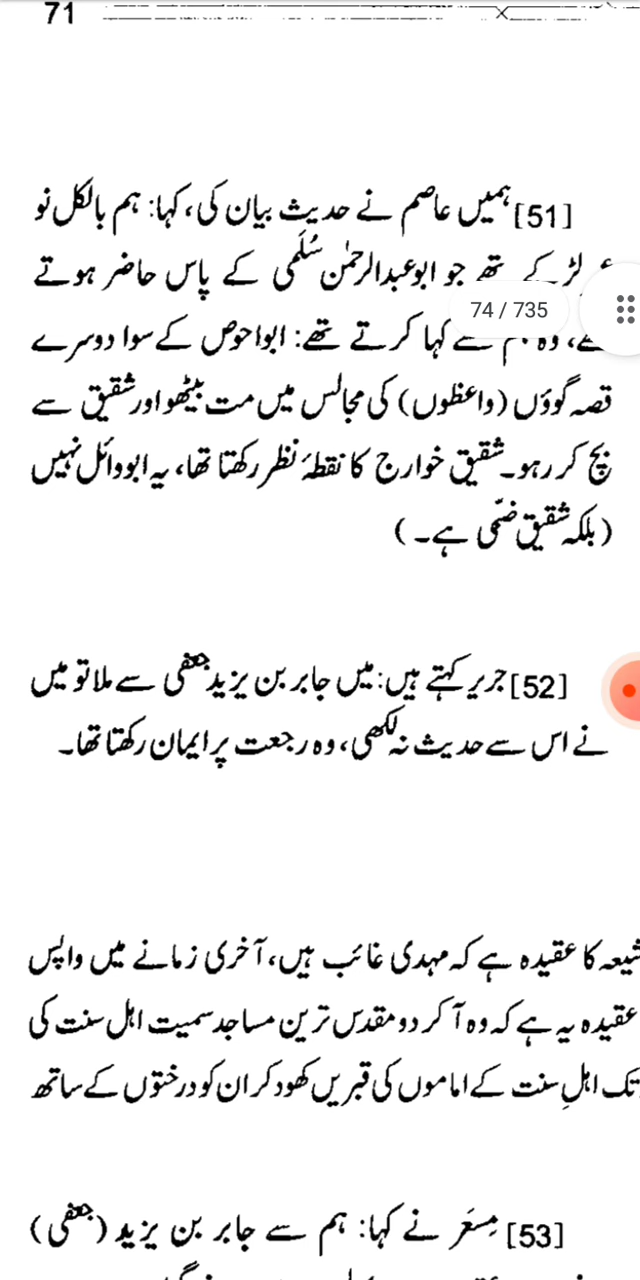 71
[51] ہمیں عاصم نے حدیث بیان کی، کہا: ہم بالکل نو
لڑکے تھے جو ابوعبدالرحمٰن سُلَمی کے پاس حاضر ہوتے
74 / 735
وہ کہا کرتے تھے: ابواحوص کے سوا دوسرے
قصہ گوؤں (واعظوں) کی مجالس میں مت بیٹھو اور شقیق سے
بچ کر رہو۔ شقیق خوارج کا نقطۂ نظر رکھتا تھا، یہ ابووائل نہیں
(بلکہ شقیق ضبّی ہے۔)
[52] جریر کہتے ہیں: میں جابر بن یزید جعفی سے ملا تو میں
نے اس سے حدیث نہ لکھی، وہ رجعت پر ایمان رکھتا تھا۔
شیعہ کا عقیدہ ہے کہ مہدی غائب ہیں، آخری زمانے میں واپس
عقیدہ یہ ہے کہ وہ آ کر دو مقدس ترین مساجد سمیت اہل سنت کی
تک اہلِ سنت کے اماموں کی قبریں کھود کر ان کو درختوں کے ساتھ
[53] مِسعَر نے کہا: ہم سے جابر بن یزید (جعفی)